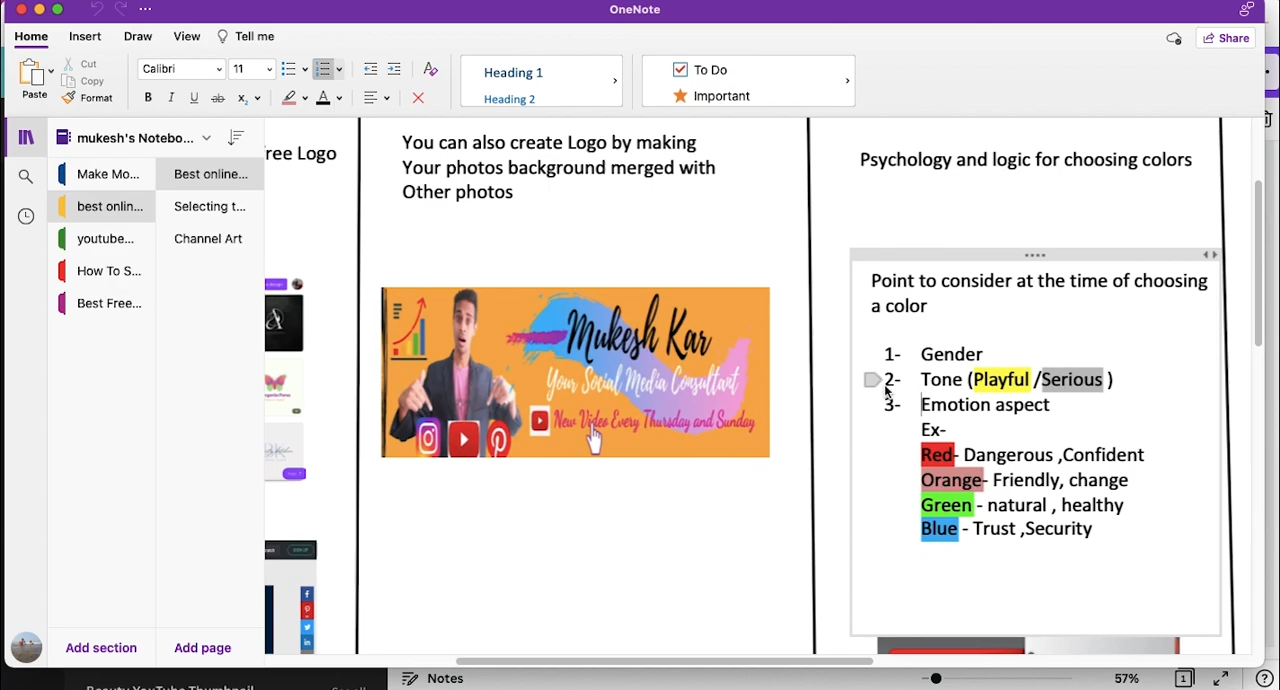 OneNote
Home Insert Draw View Tell me
Share
Paste
Cut
Copy
Format
Calibri 11
B I U ab x₂ A
Heading 1
Heading 2
To Do
Important
mukesh's Notebo...
Make Mo...
best onlin...
youtube...
How To S...
Best Free...
Best online...
Selecting t...
Channel Art
Add section
Add page
ree Logo
You can also create Logo by making
Your photos background merged with
Other photos
Mukesh Kar
Your Social Media Consultant
New Video Every Thursday and Sunday
Psychology and logic for choosing colors
Point to consider at the time of choosing
a color
1- Gender
2- Tone (Playful /Serious )
3- Emotion aspect
Ex-
Red- Dangerous ,Confident
Orange- Friendly, change
Green - natural , healthy
Blue - Trust ,Security
Notes
57%
1
?